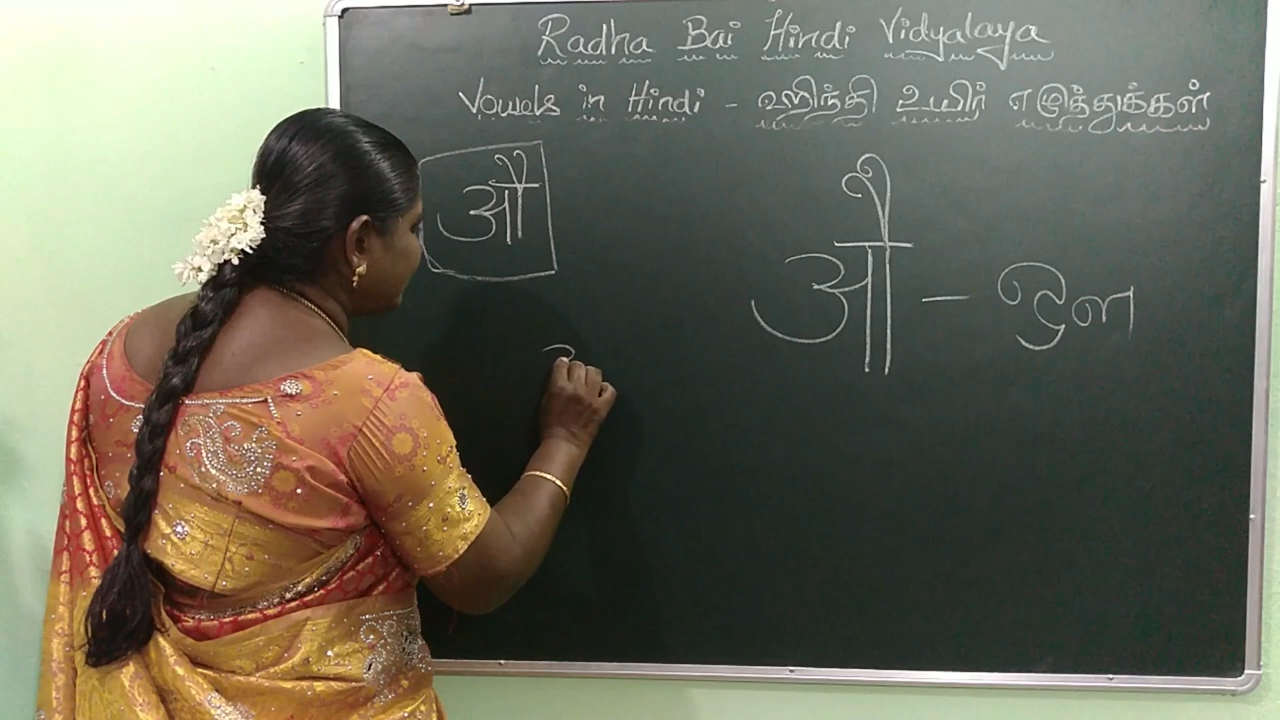 Radha Bai Hindi Vidyalaya
Vowels in Hindi - ஹிந்தி உயிர் எழுத்துக்கள்
औ
औ - ஔ